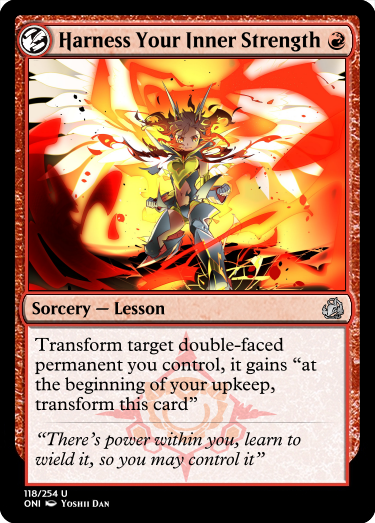 Harness Your Inner Strength
Sorcery — Lesson
Transform target double-faced
permanent you control, it gains “at
the beginning of your upkeep,
transform this card”
“There's power within you, learn to
wield it, so you may control it”
118/254 U
ONI Yoshii Dan